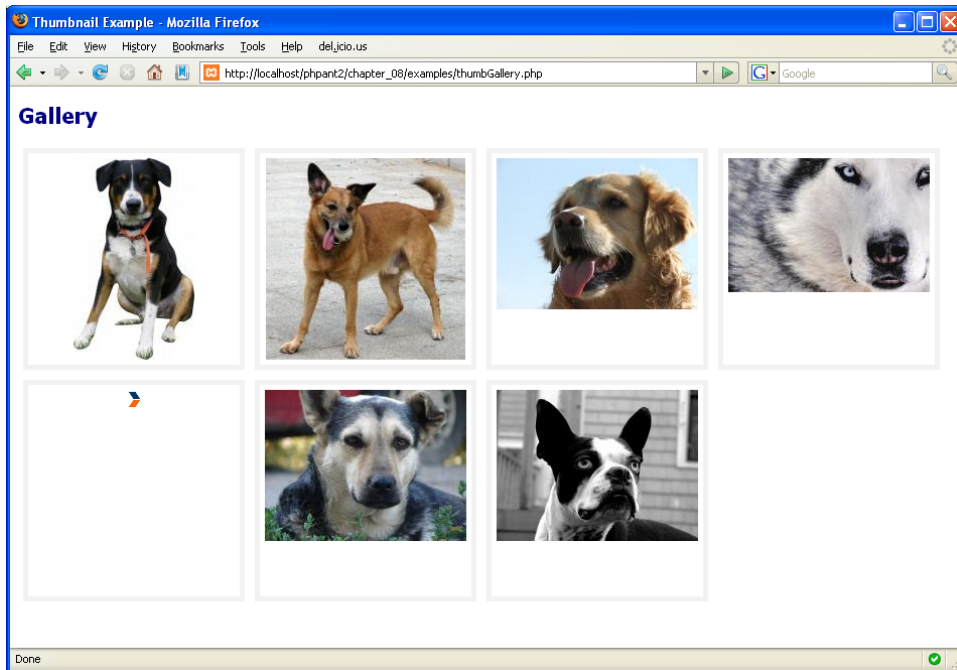 Thumbnail Example - Mozilla Firefox
File Edit View History Bookmarks Tools Help del.icio.us
http://localhost/phpant2/chapter_08/examples/thumbGallery.php G Google
Gallery
Done